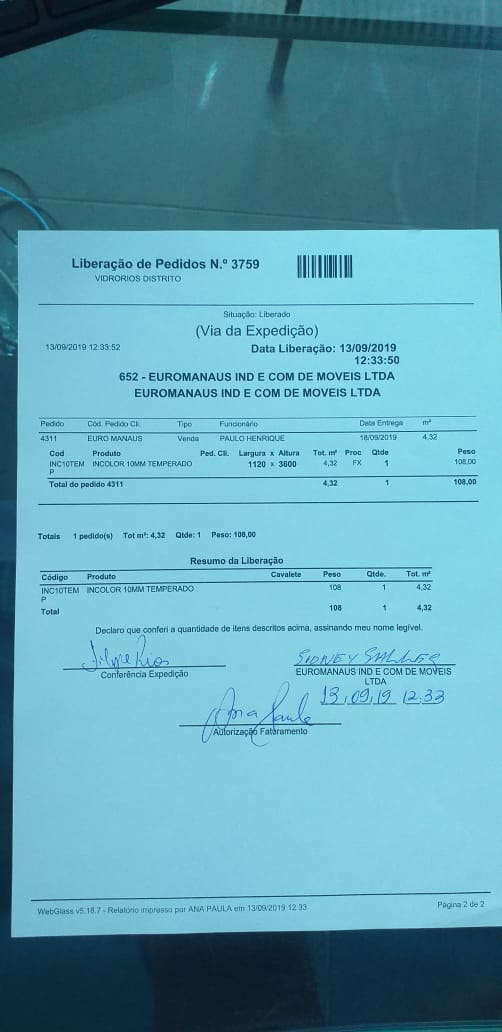 Liberação de Pedidos N.º 3759
VIDRORIOS DISTRITO
Situação: Liberado
(Via da Expedição)
13/09/2019 12:33:52
Data Liberação: 13/09/2019
12:33:50
652 - EUROMANAUS IND E COM DE MOVEIS LTDA
EUROMANAUS IND E COM DE MOVEIS LTDA
Pedido Cód. Pedido Cli. Tipo Funcionário Data Entrega m²
4311 EURO MANAUS Venda PAULO HENRIQUE 18/09/2019 4,32
Cod Produto Ped. Cli. Largura x Altura Tot. m² Proc Qtde Peso
INC10TEM INCOLOR 10MM TEMPERADO 1120 x 3600 4,32 FX 1 108,00
P
Total do pedido 4311 4,32 1 108,00
Totais 1 pedido(s) Tot m²: 4,32 Qtde: 1 Peso: 108,00
Resumo da Liberação
Código Produto Cavalete Peso Qtde. Tot. m²
INC10TEM INCOLOR 10MM TEMPERADO 108 1 4,32
P
Total 108 1 4,32
Declaro que conferi a quantidade de itens descritos acima, assinando meu nome legível.
Filipe Rios SIDNEY
Conferência Expedição EUROMANAUS IND E COM DE MOVEIS
LTDA
13,09,19 12:33
Ana Paula
Autorização Faturamento
WebGlass v5.18.7 - Relatório impresso por ANA PAULA em 13/09/2019 12:33 Página 2 de 2